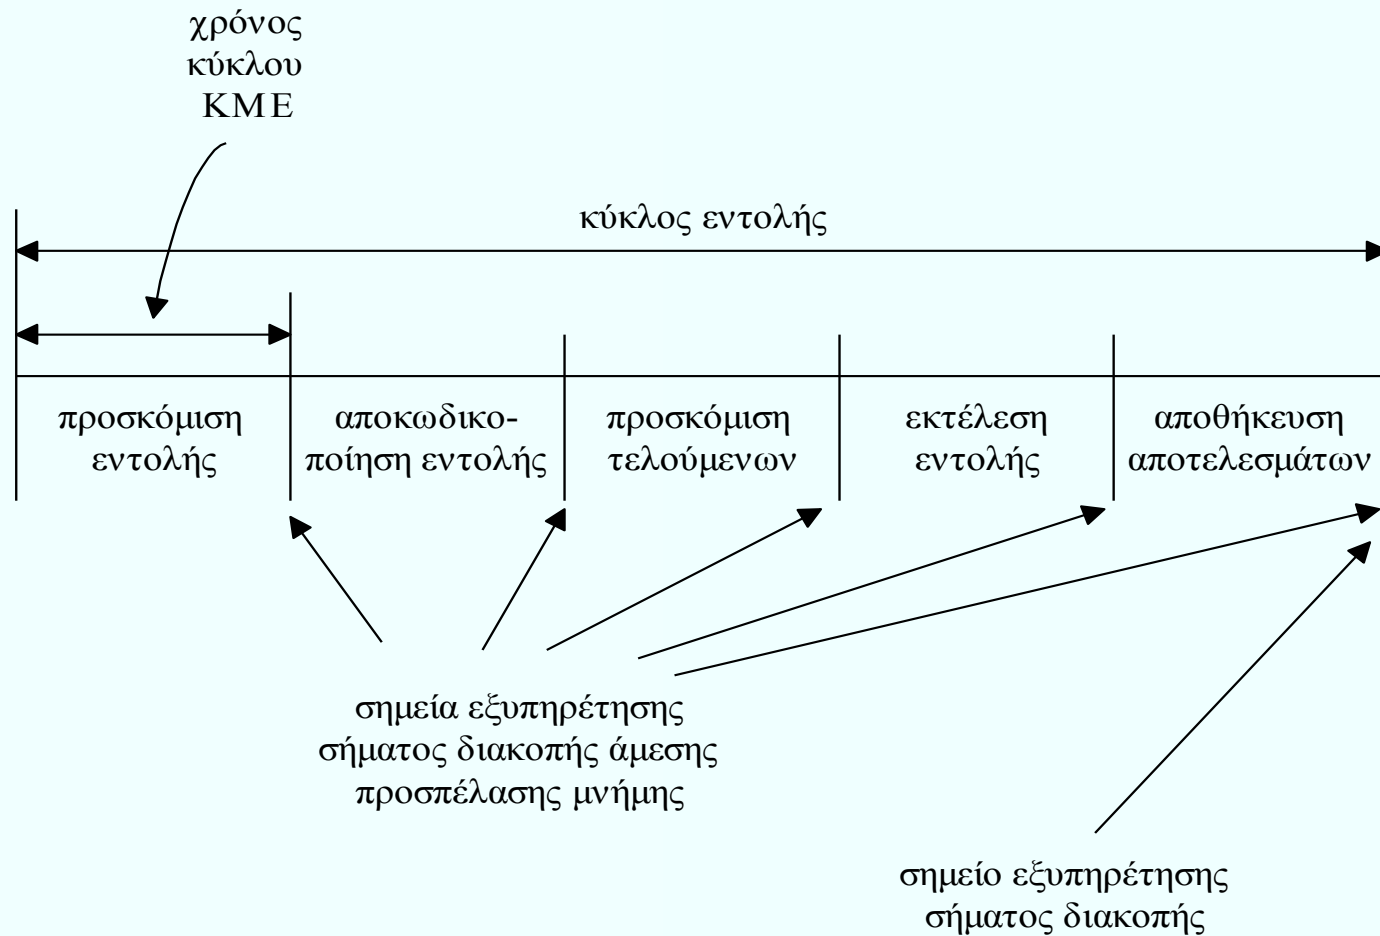 χρόνος
κύκλου
ΚΜΕ
κύκλος εντολής
προσκόμιση
εντολής
αποκωδικο-
ποίηση εντολής
προσκόμιση
τελούμενων
εκτέλεση
εντολής
αποθήκευση
αποτελεσμάτων
σημεία εξυπηρέτησης
σήματος διακοπής άμεσης
προσπέλασης μνήμης
σημείο εξυπηρέτησης
σήματος διακοπής